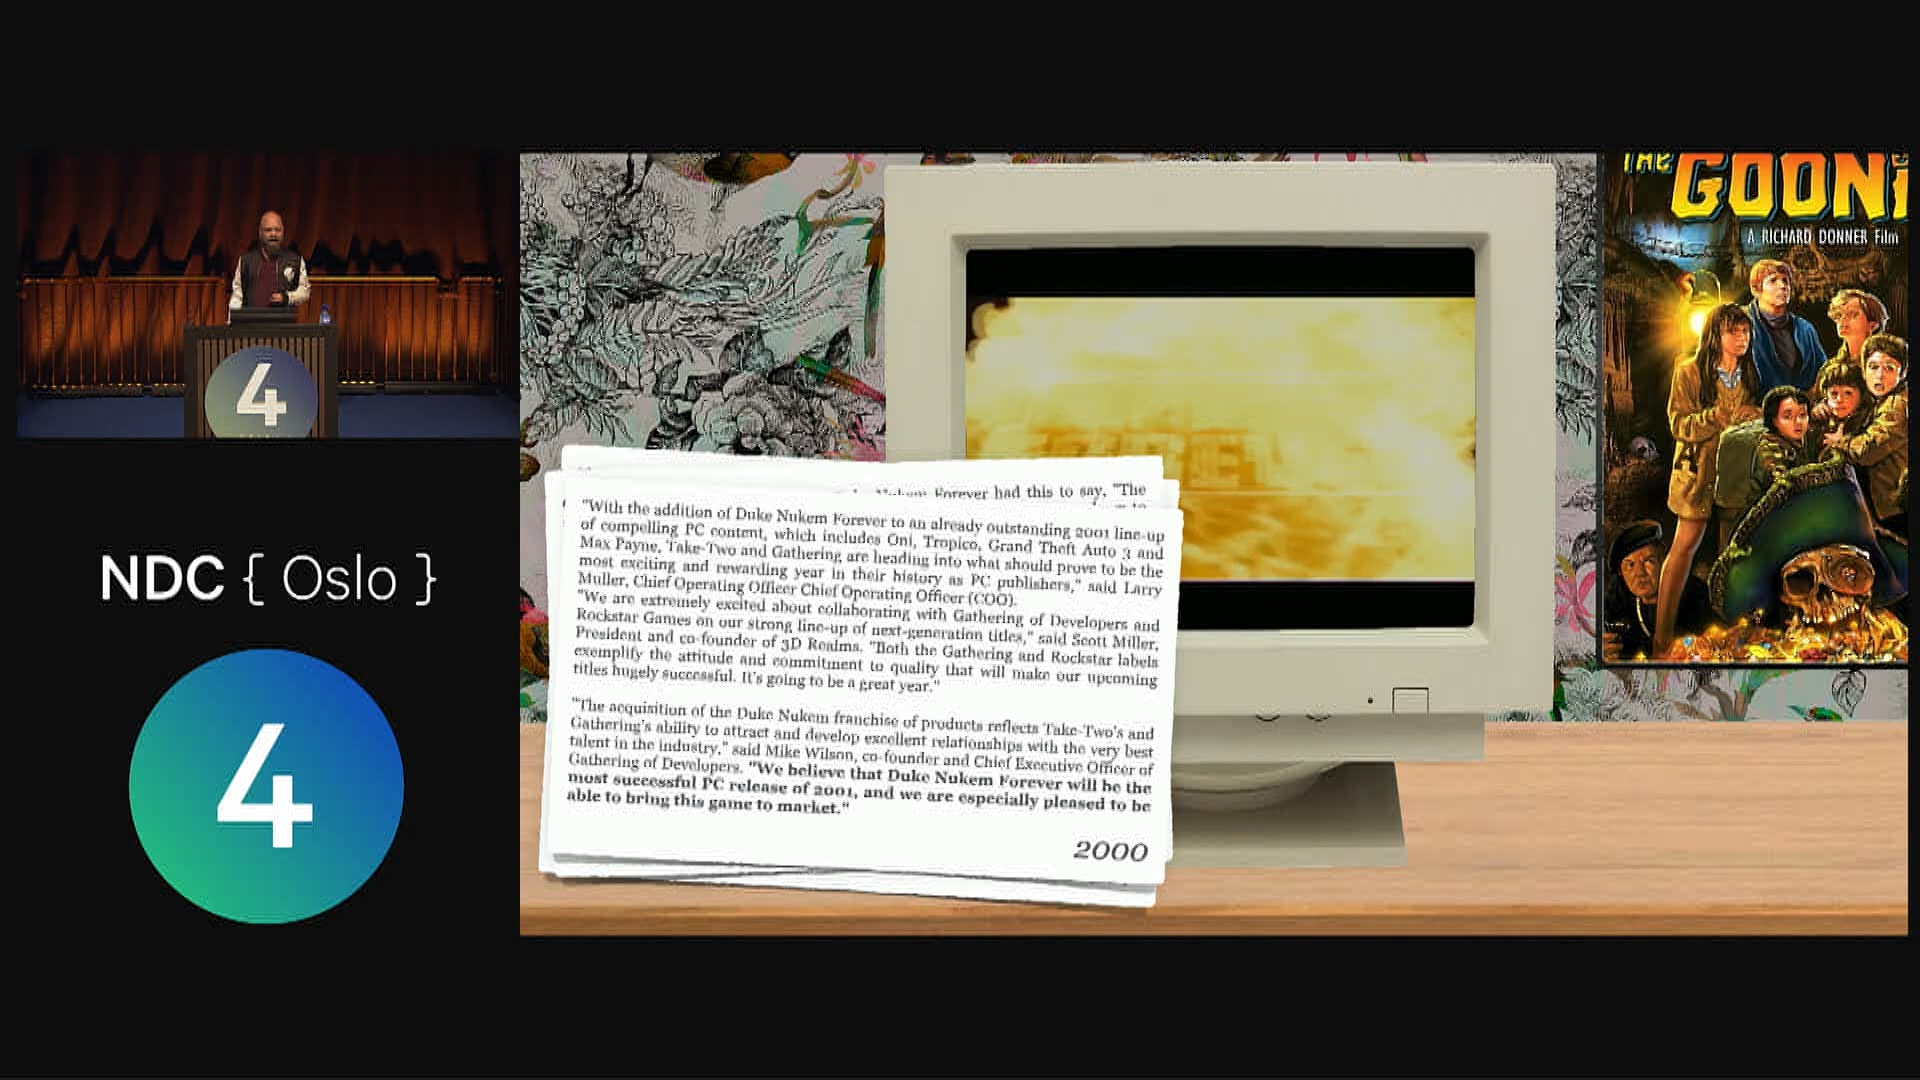 THE GOONI
A RICHARD DONNER Film
4
NDC { Oslo }
4
Nukem Forever had this to say, "The
"With the addition of Duke Nukem Forever to an already outstanding 2001 line-up
of compelling PC content, which includes Oni, Tropico, Grand Theft Auto 3 and
Max Payne, Take-Two and Gathering are heading into what should prove to be the
most exciting and rewarding year in their history as PC publishers," said Larry
Muller, Chief Operating Officer Chief Operating Officer (COO).
"We are extremely excited about collaborating with Gathering of Developers and
Rockstar Games on our strong line-up of next-generation titles," said Scott Miller,
President and co-founder of 3D Realms. "Both the Gathering and Rockstar labels
exemplify the attitude and commitment to quality that will make our upcoming
titles hugely successful. It's going to be a great year."
"The acquisition of the Duke Nukem franchise of products reflects Take-Two's and
Gathering's ability to attract and develop excellent relationships with the very best
talent in the industry," said Mike Wilson, co-founder and Chief Executive Officer of
Gathering of Developers. "We believe that Duke Nukem Forever will be the
most successful PC release of 2001, and we are especially pleased to be
able to bring this game to market."
2000